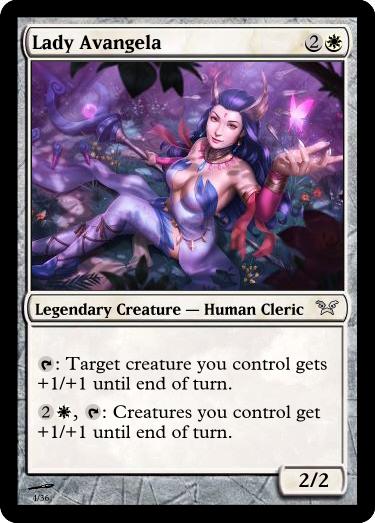 Lady Avangela 2
Legendary Creature — Human Cleric
: Target creature you control gets
+1/+1 until end of turn.
2 , : Creatures you control get
+1/+1 until end of turn.
2/2
1/36